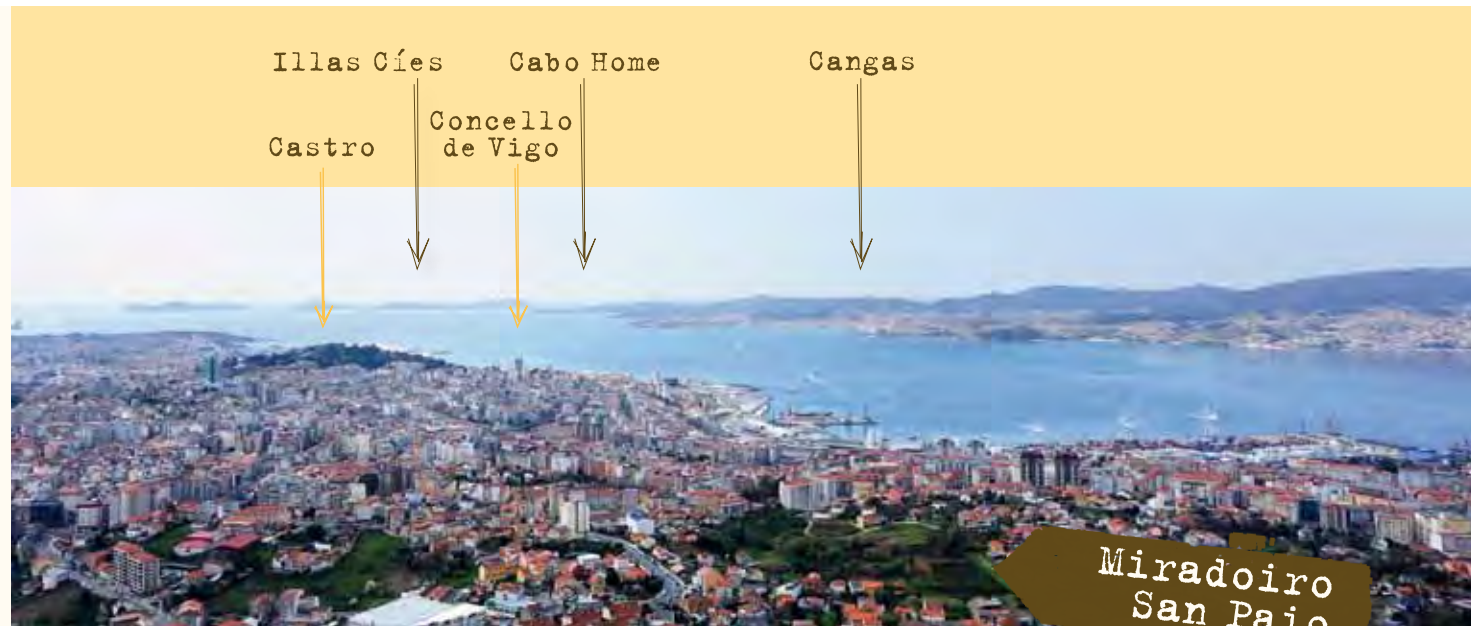 Illas Cíes
Cabo Home
Cangas
Castro
Concello
de Vigo
Miradoiro
San Paio